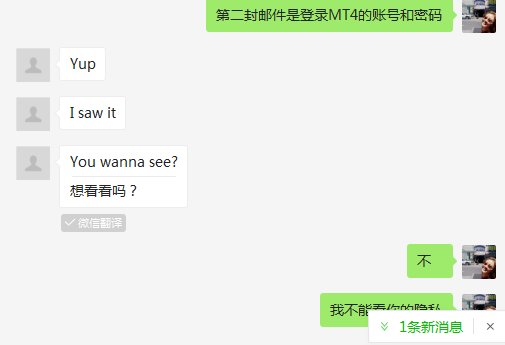 第二封邮件是登录MT4的账号和密码
Yup
I saw it
You wanna see?
想看看吗？
微信翻译
不
我不能看你的隐私
1条新消息